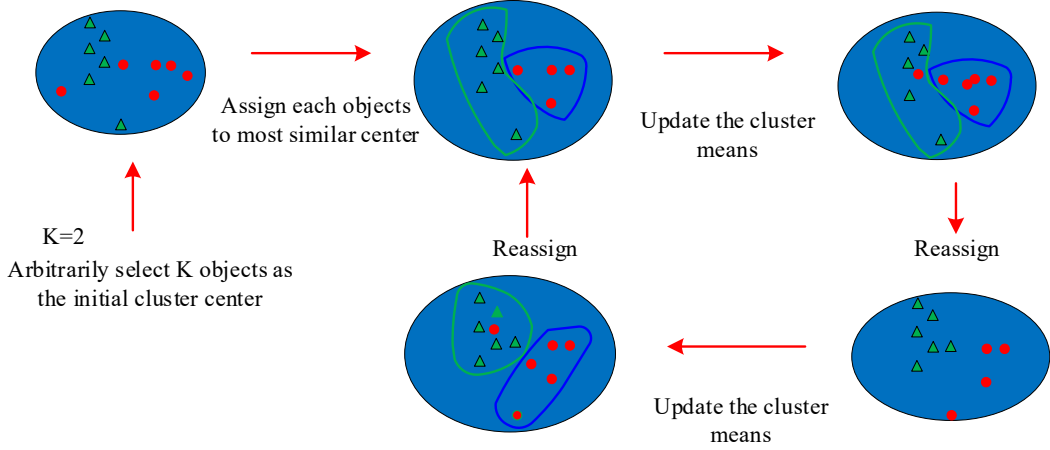 Assign each objects
to most similar center
Update the cluster
means
K=2
Arbitrarily select K objects as
the initial cluster center
Reassign
Reassign
Update the cluster
means